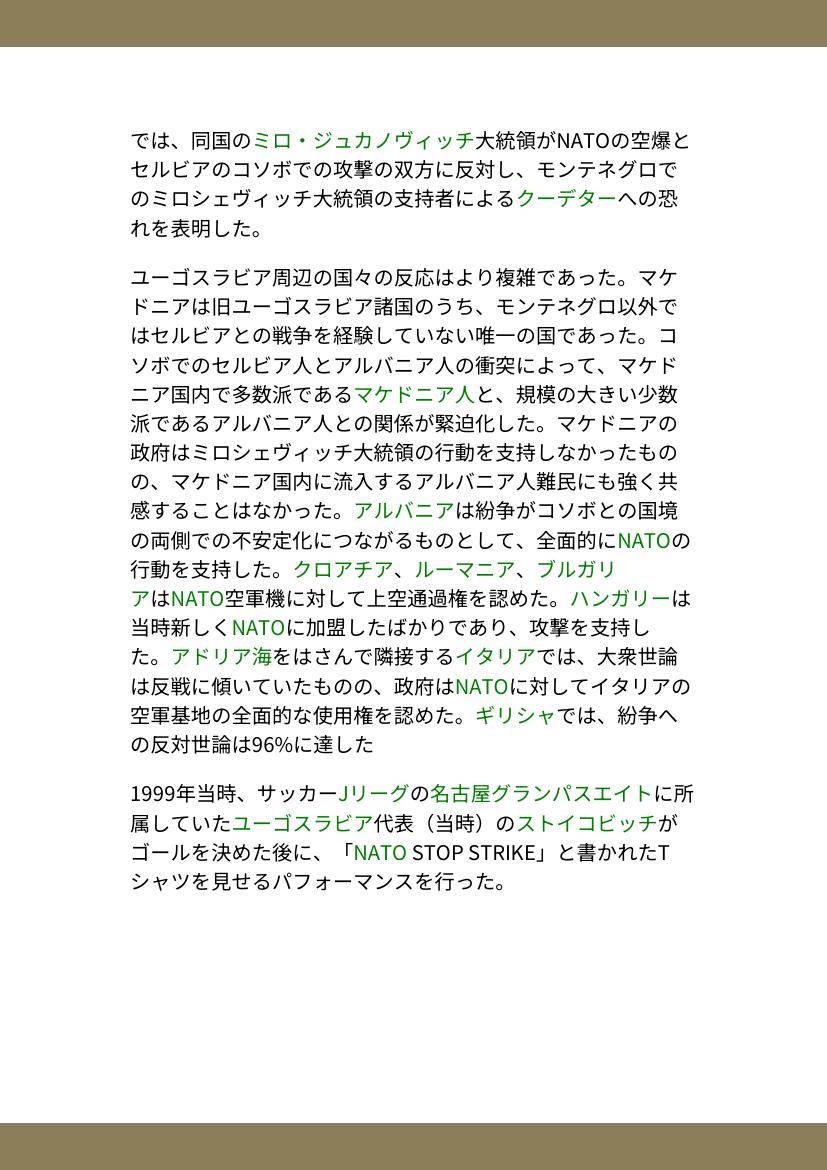 では、同国のミロ・ジュカノヴィッチ大統領がNATOの空爆と
セルビアのコソボでの攻撃の双方に反対し、モンテネグロで
のミロシェヴィッチ大統領の支持者によるクーデターへの恐
れを表明した。
ユーゴスラビア周辺の国々の反応はより複雑であった。マケ
ドニアは旧ユーゴスラビア諸国のうち、モンテネグロ以外で
はセルビアとの戦争を経験していない唯一の国であった。コ
ソボでのセルビア人とアルバニア人の衝突によって、マケド
ニア国内で多数派であるマケドニア人と、規模の大きい少数
派であるアルバニア人との関係が緊迫化した。マケドニアの
政府はミロシェヴィッチ大統領の行動を支持しなかったもの
の、マケドニア国内に流入するアルバニア人難民にも強く共
感することはなかった。アルバニアは紛争がコソボとの国境
の両側での不安定化につながるものとして、全面的にNATOの
行動を支持した。クロアチア、ルーマニア、ブルガリ
アはNATO空軍機に対して上空通過権を認めた。ハンガリーは
当時新しくNATOに加盟したばかりであり、攻撃を支持し
た。アドリア海をはさんで隣接するイタリアでは、大衆世論
は反戦に傾いていたものの、政府はNATOに対してイタリアの
空軍基地の全面的な使用権を認めた。ギリシャでは、紛争へ
の反対世論は96%に達した
1999年当時、サッカーJリーグの名古屋グランパスエイトに所
属していたユーゴスラビア代表（当時）のストイコビッチが
ゴールを決めた後に、「NATO STOP STRIKE」と書かれたT
シャツを見せるパフォーマンスを行った。